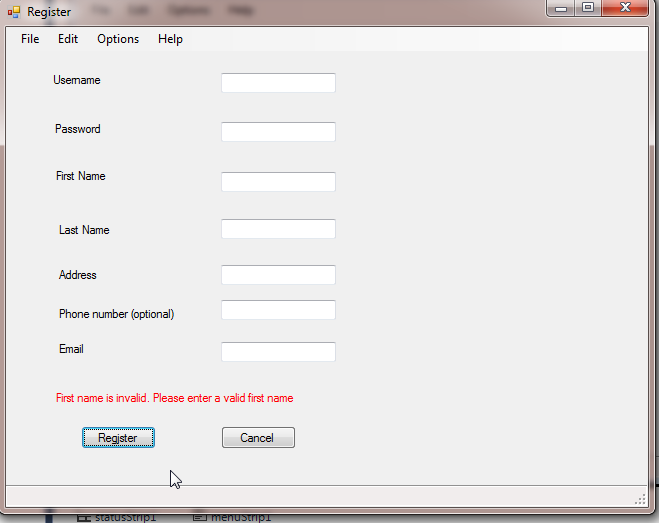 Register
File Edit Options Help
Username
Password
First Name
Last Name
Address
Phone number (optional)
Email
First name is invalid. Please enter a valid first name
Register Cancel
statusStrip1 menuStrip1